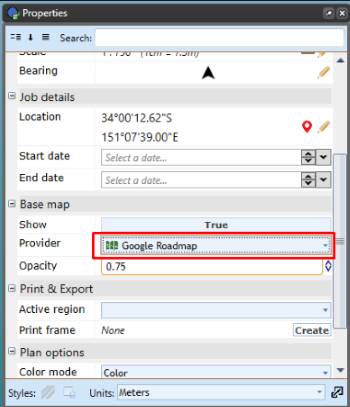 Properties
Search:
Scale 1 : 750 (1cm = 7.5m)
Bearing
Job details
Location 34°00'12.62"S
151°07'39.00"E
Start date Select a date...
End date Select a date...
Base map
Show True
Provider Google Roadmap
Opacity 0.75
Print & Export
Active region
Print frame None Create
Plan options
Color mode Color
Styles: Units: Meters